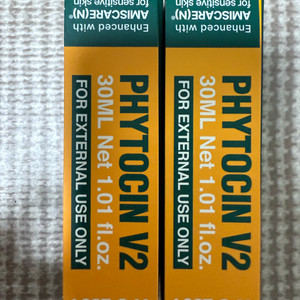 Enhanced with
AMISCARE(N)®
for sensitive skin
PHYTOCIN V2
30ML Net 1.01 fl.oz.
FOR EXTERNAL USE ONLY
Enhanced with
AMISCARE(N)®
for sensitive skin
PHYTOCIN V2
30ML Net 1.01 fl.oz.
FOR EXTERNAL USE ONLY